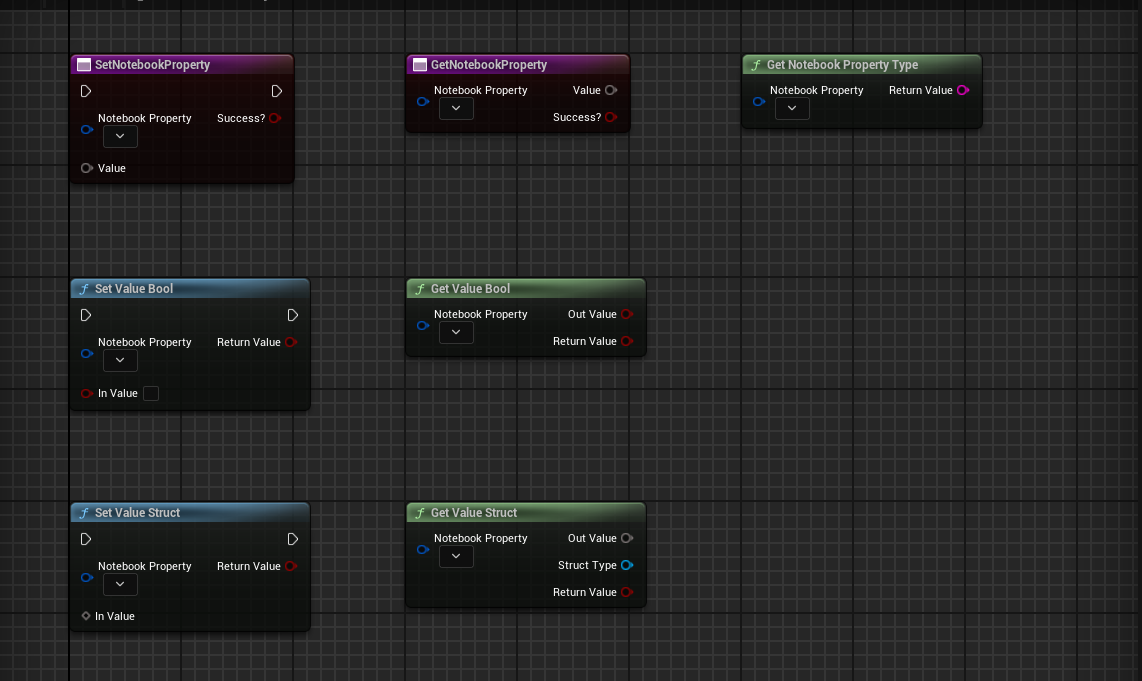 SetNotebookProperty
Notebook Property
Success?
Value
GetNotebookProperty
Notebook Property
Value
Success?
Get Notebook Property Type
Notebook Property
Return Value
Set Value Bool
Notebook Property
Return Value
In Value
Get Value Bool
Notebook Property
Out Value
Return Value
Set Value Struct
Notebook Property
Return Value
In Value
Get Value Struct
Notebook Property
Out Value
Struct Type
Return Value